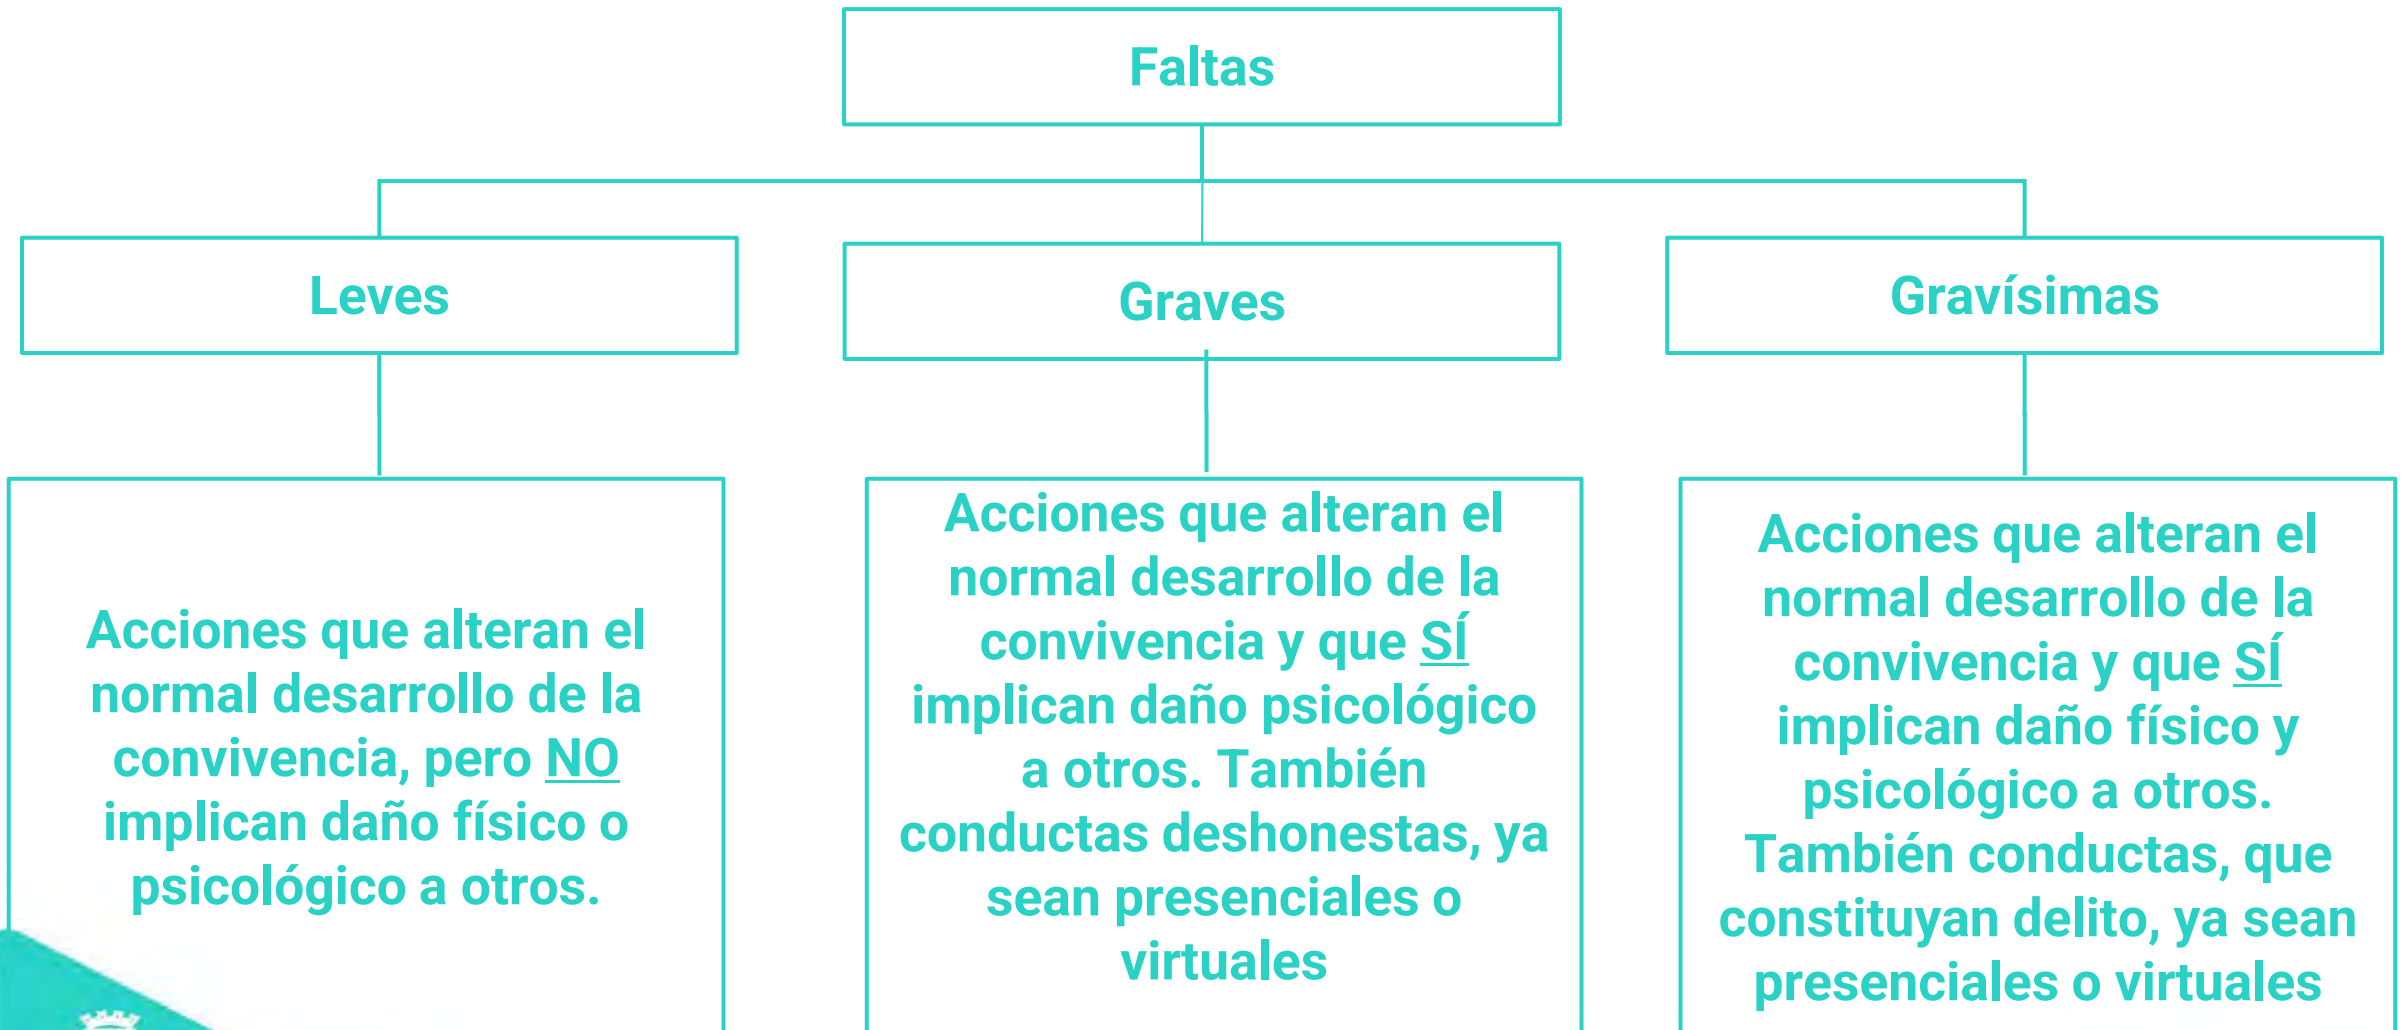 Faltas
Leves
Graves
Gravísimas
Acciones que alteran el
normal desarrollo de la
convivencia, pero NO
implican daño físico o
psicológico a otros.
Acciones que alteran el
normal desarrollo de la
convivencia y que SÍ
implican daño psicológico
a otros. También
conductas deshonestas, ya
sean presenciales o
virtuales
Acciones que alteran el
normal desarrollo de la
convivencia y que SÍ
implican daño físico y
psicológico a otros.
También conductas, que
constituyan delito, ya sean
presenciales o virtuales